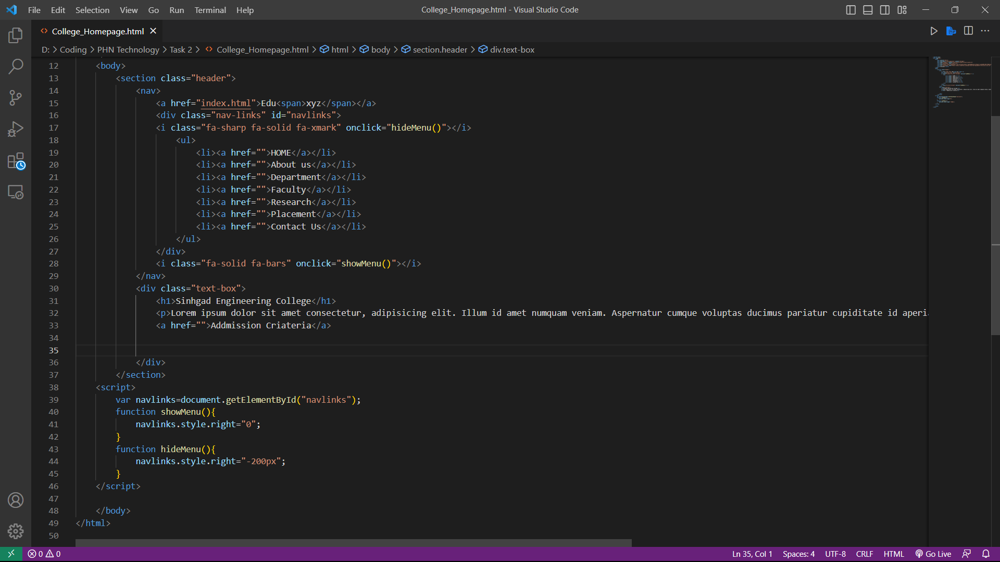 File Edit Selection View Go Run Terminal Help College_Homepage.html - Visual Studio Code
College_Homepage.html
D: > Coding > PHN Technology > Task 2 > College_Homepage.html > html > body > section.header > div.text-box
12 <body>
13 <section class="header">
14 <nav>
15 <a href="index.html">Edu<span>xyz</span></a>
16 <div class="nav-links" id="navlinks">
17 <i class="fa-sharp fa-solid fa-xmark" onclick="hideMenu()"></i>
18 <ul>
19 <li><a href="">HOME</a></li>
20 <li><a href="">About us</a></li>
21 <li><a href="">Department</a></li>
22 <li><a href="">Faculty</a></li>
23 <li><a href="">Research</a></li>
24 <li><a href="">Placement</a></li>
25 <li><a href="">Contact Us</a></li>
26 </ul>
27 </div>
28 <i class="fa-solid fa-bars" onclick="showMenu()"></i>
29 </nav>
30 <div class="text-box">
31 <h1>Sinhgad Engineering College</h1>
32 <p>Lorem ipsum dolor sit amet consectetur, adipisicing elit. Illum id amet numquam veniam. Aspernatur cumque voluptas ducimus pariatur cupiditate id aperi
33 <a href="">Addmission Criateria</a>
34
35
36 </div>
37 </section>
38 <script>
39 var navlinks=document.getElementById("navlinks");
40 function showMenu(){
41 navlinks.style.right="0";
42 }
43 function hideMenu(){
44 navlinks.style.right="-200px";
45 }
46 </script>
47
48 </body>
49 </html>
50
0 0 Ln 35, Col 1 Spaces: 4 UTF-8 CRLF HTML Go Live